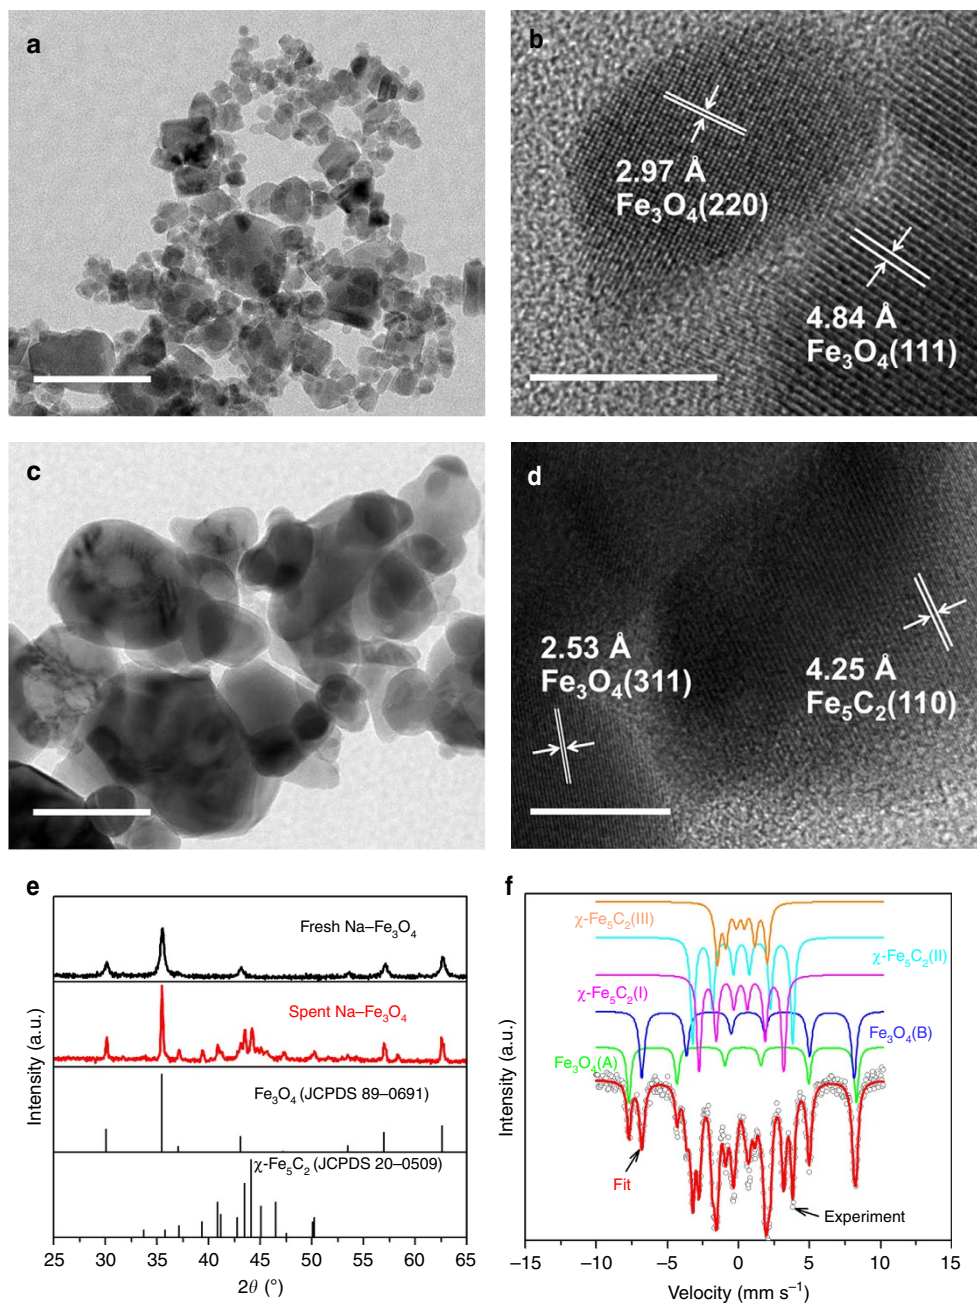 a
b
2.97 Å
Fe₃O₄(220)
4.84 Å
Fe₃O₄(111)
c
d
2.53 Å
Fe₃O₄(311)
4.25 Å
Fe₅C₂(110)
e
Fresh Na–Fe₃O₄
Spent Na–Fe₃O₄
Fe₃O₄ (JCPDS 89–0691)
χ-Fe₅C₂ (JCPDS 20–0509)
Intensity (a.u.)
25 30 35 40 45 50 55 60 65
2θ (°)
f
χ-Fe₅C₂(III)
χ-Fe₅C₂(II)
χ-Fe₅C₂(I)
Fe₃O₄(B)
Fe₃O₄(A)
Fit
Experiment
Intensity (a.u.)
−15 −10 −5 0 5 10 15
Velocity (mm s⁻¹)